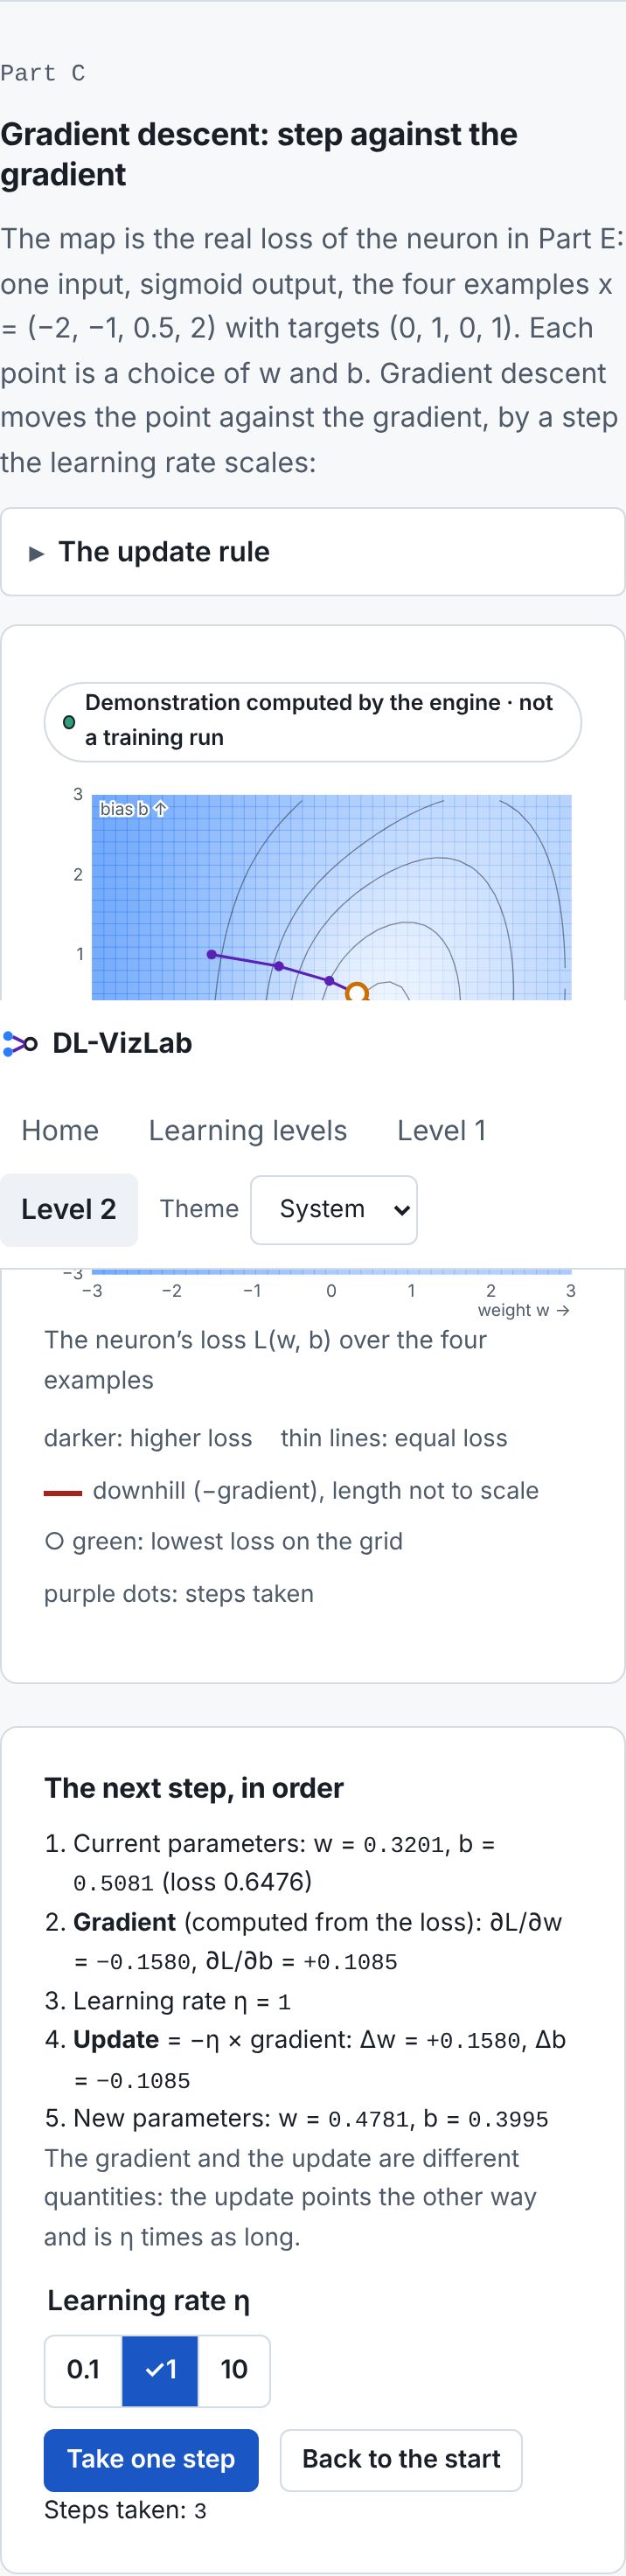 Part C
Gradient descent: step against the
gradient
The map is the real loss of the neuron in Part E:
one input, sigmoid output, the four examples x
= (−2, −1, 0.5, 2) with targets (0, 1, 0, 1). Each
point is a choice of w and b. Gradient descent
moves the point against the gradient, by a step
the learning rate scales:
▶ The update rule
Demonstration computed by the engine · not
a training run
3
bias b ↑
2
1
DL-VizLab
Home Learning levels Level 1
Level 2 Theme System
−3
−3 −2 −1 0 1 2 3
weight w →
The neuron’s loss L(w, b) over the four
examples
darker: higher loss thin lines: equal loss
downhill (−gradient), length not to scale
green: lowest loss on the grid
purple dots: steps taken
The next step, in order
1. Current parameters: w = 0.3201, b =
0.5081 (loss 0.6476)
2. Gradient (computed from the loss): ∂L/∂w
= −0.1580, ∂L/∂b = +0.1085
3. Learning rate η = 1
4. Update = −η × gradient: Δw = +0.1580, Δb
= −0.1085
5. New parameters: w = 0.4781, b = 0.3995
The gradient and the update are different
quantities: the update points the other way
and is η times as long.
Learning rate η
0.1 ✓1 10
Take one step Back to the start
Steps taken: 3